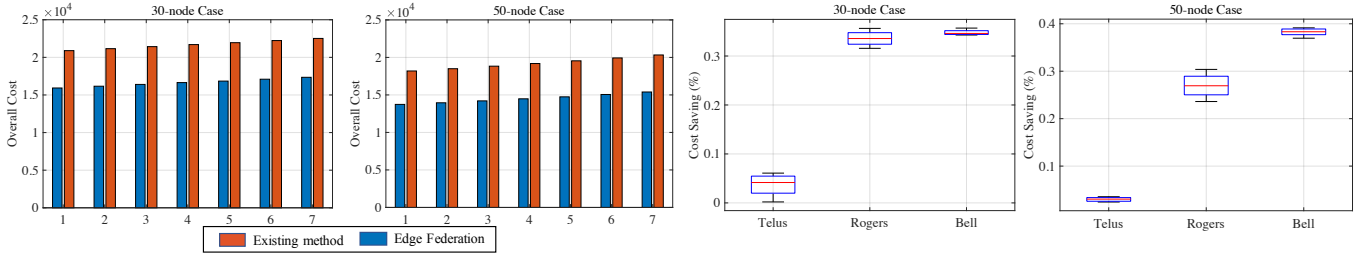 30-node Case
×10^4
2.5
2
1.5
1
0.5
0
Overall Cost
1 2 3 4 5 6 7
50-node Case
×10^4
2.5
2
1.5
1
0.5
0
Overall Cost
1 2 3 4 5 6 7
Existing method Edge Federation
30-node Case
0.3
0.2
0.1
0
Cost Saving (%)
Telus Rogers Bell
50-node Case
0.4
0.3
0.2
0.1
Cost Saving (%)
Telus Rogers Bell